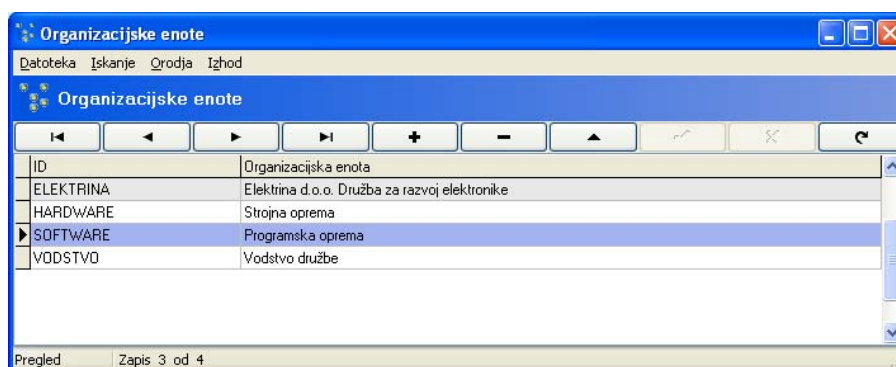 Organizacijske enote
Datoteka Iskanje Orodja Izhod
Organizacijske enote
ID Organizacijska enota
ELEKTRINA Elektrina d.o.o. Družba za razvoj elektronike
HARDWARE Strojna oprema
SOFTWARE Programska oprema
VODSTVO Vodstvo družbe
Pregled Zapis 3 od 4